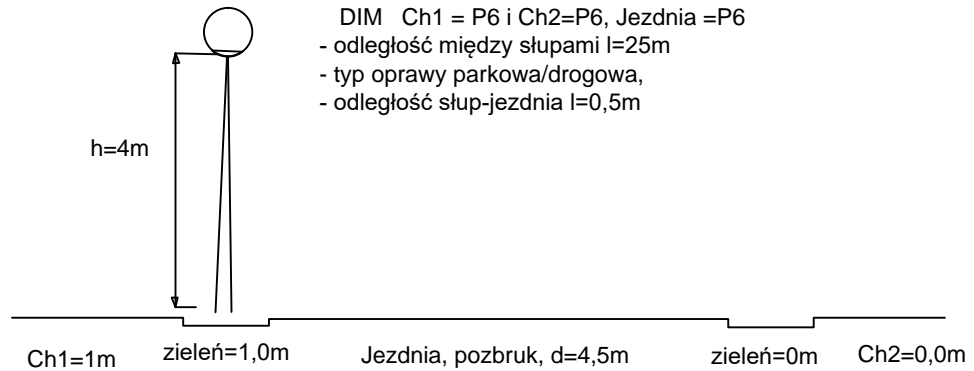 DIM Ch1 = P6 i Ch2=P6, Jezdnia =P6
- odległość między słupami l=25m
- typ oprawy parkowa/drogowa,
- odległość słup-jezdnia l=0,5m
h=4m
Ch1=1m zieleń=1,0m Jezdnia, pozbruk, d=4,5m zieleń=0m Ch2=0,0m